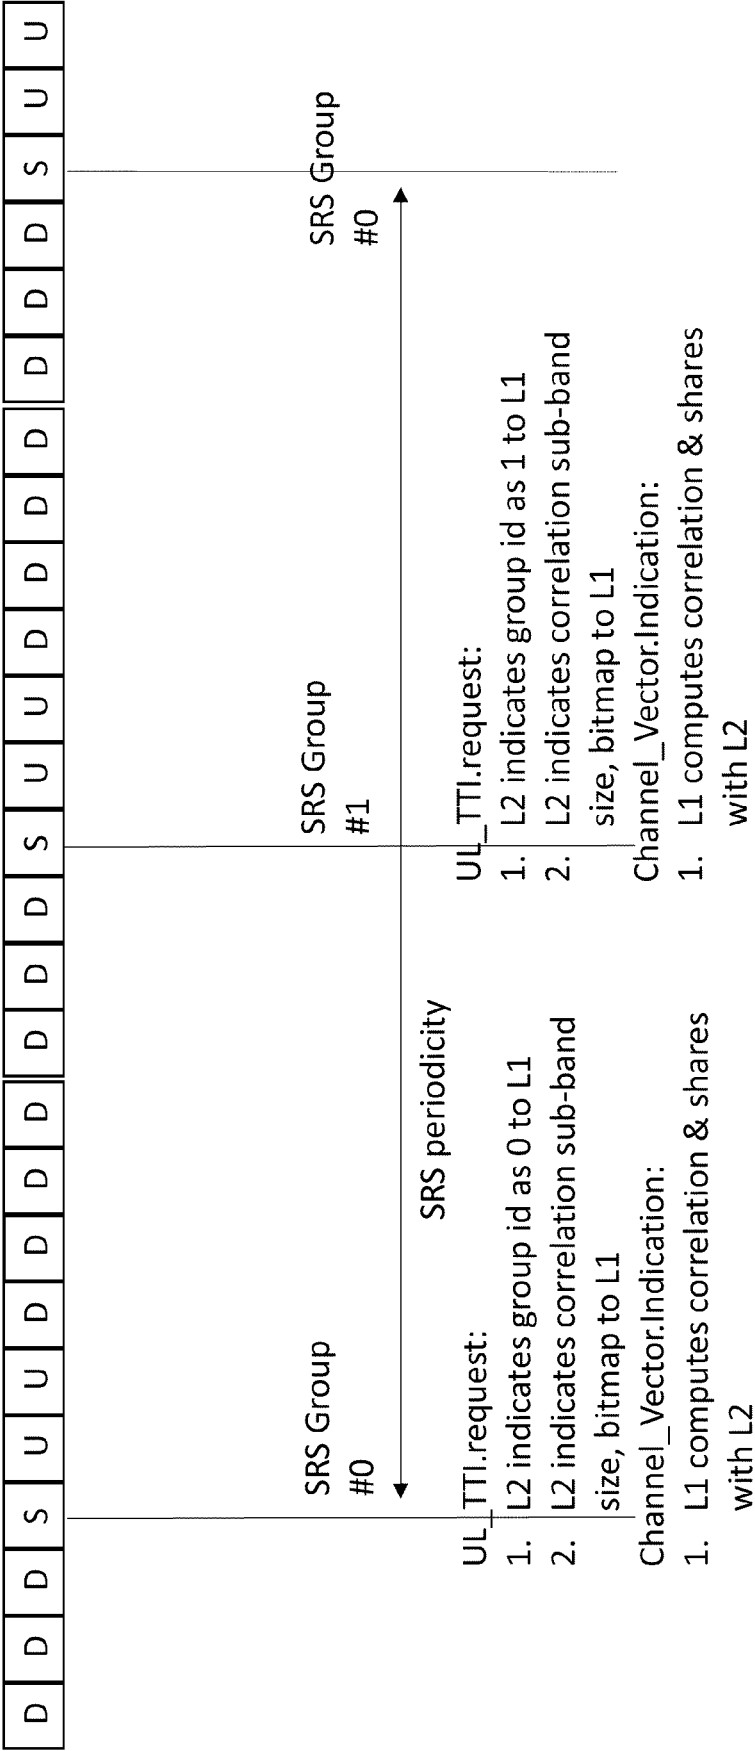 D D D S U U D D D D D D D S U U D D D D D D D S U U
SRS Group
#0
SRS Group
#1
SRS Group
#0
SRS periodicity
UL_TTI.request:
1. L2 indicates group id as 0 to L1
2. L2 indicates correlation sub-band
size, bitmap to L1
Channel_Vector.Indication:
1. L1 computes correlation & shares
with L2
UL_TTI.request:
1. L2 indicates group id as 1 to L1
2. L2 indicates correlation sub-band
size, bitmap to L1
Channel_Vector.Indication:
1. L1 computes correlation & shares
with L2